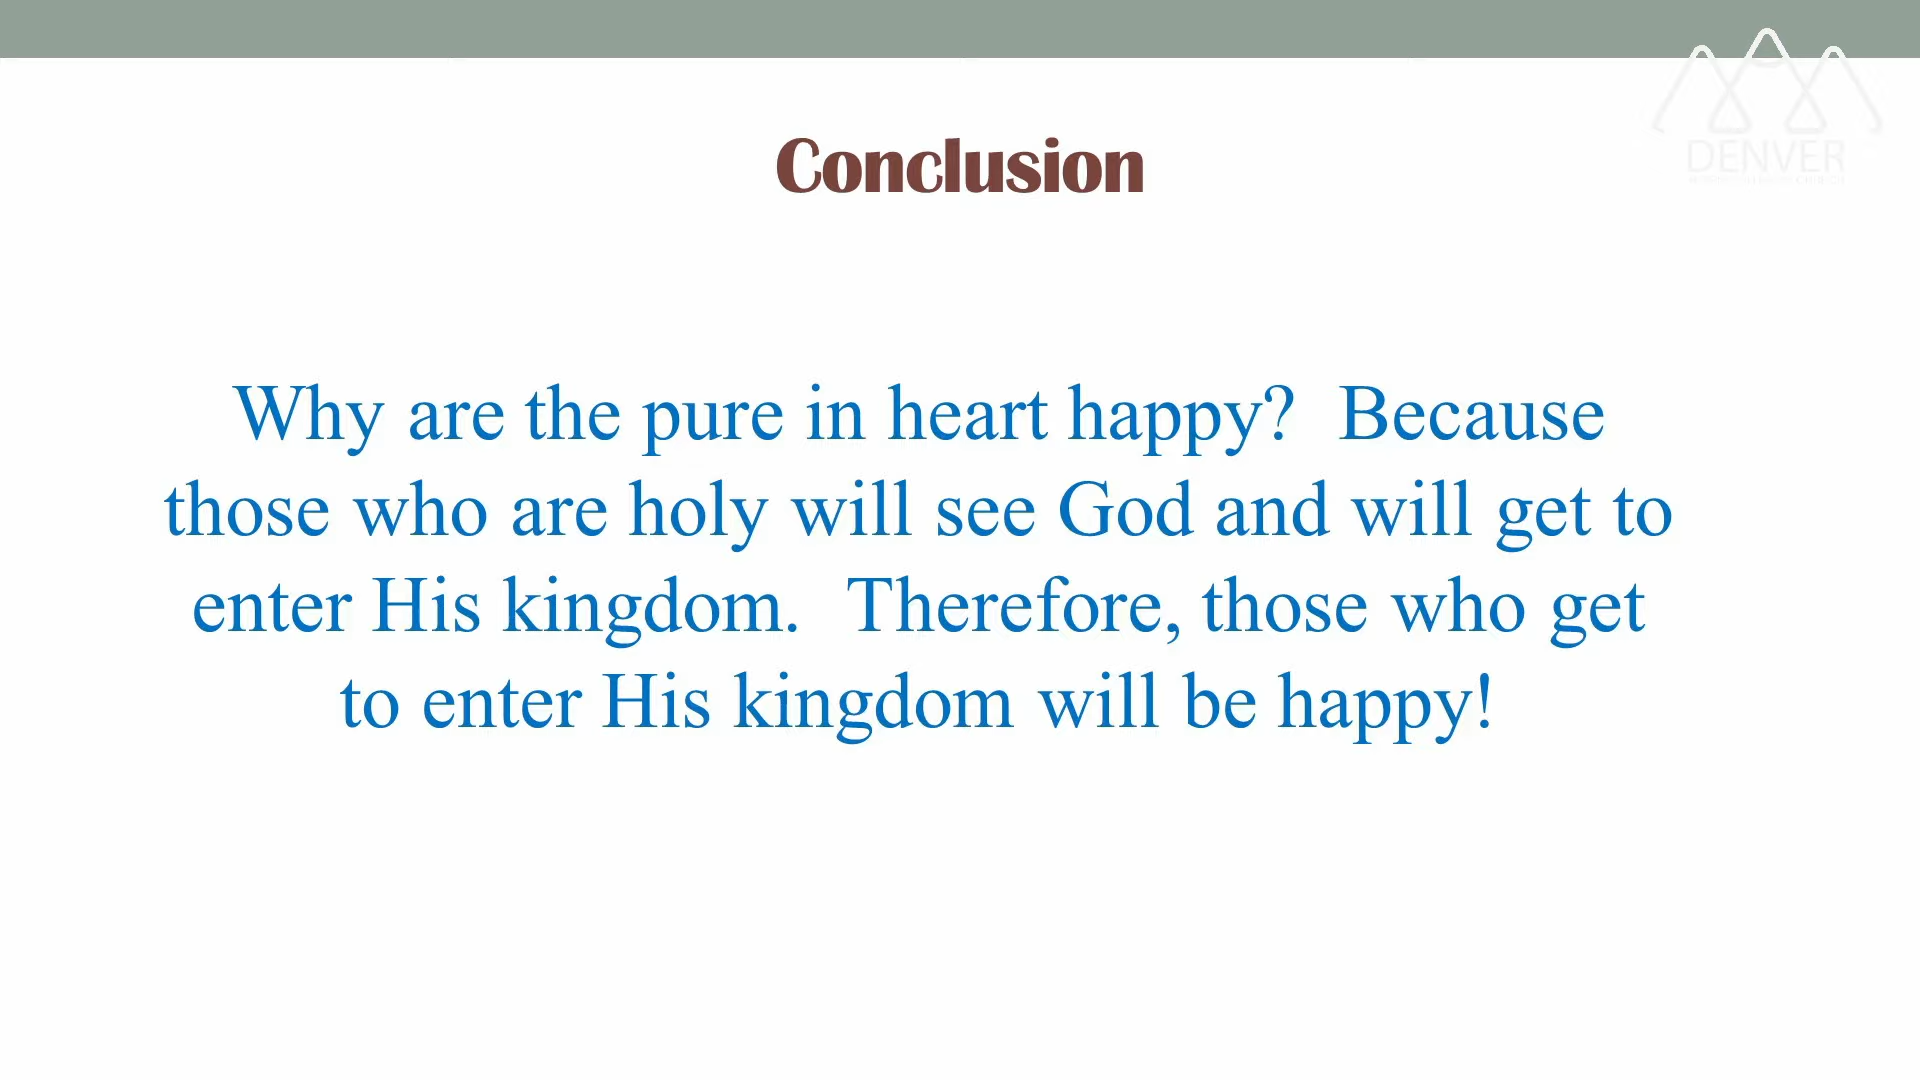 DENVER
Conclusion
Why are the pure in heart happy?  Because
those who are holy will see God and will get to
enter His kingdom.  Therefore, those who get
to enter His kingdom will be happy!